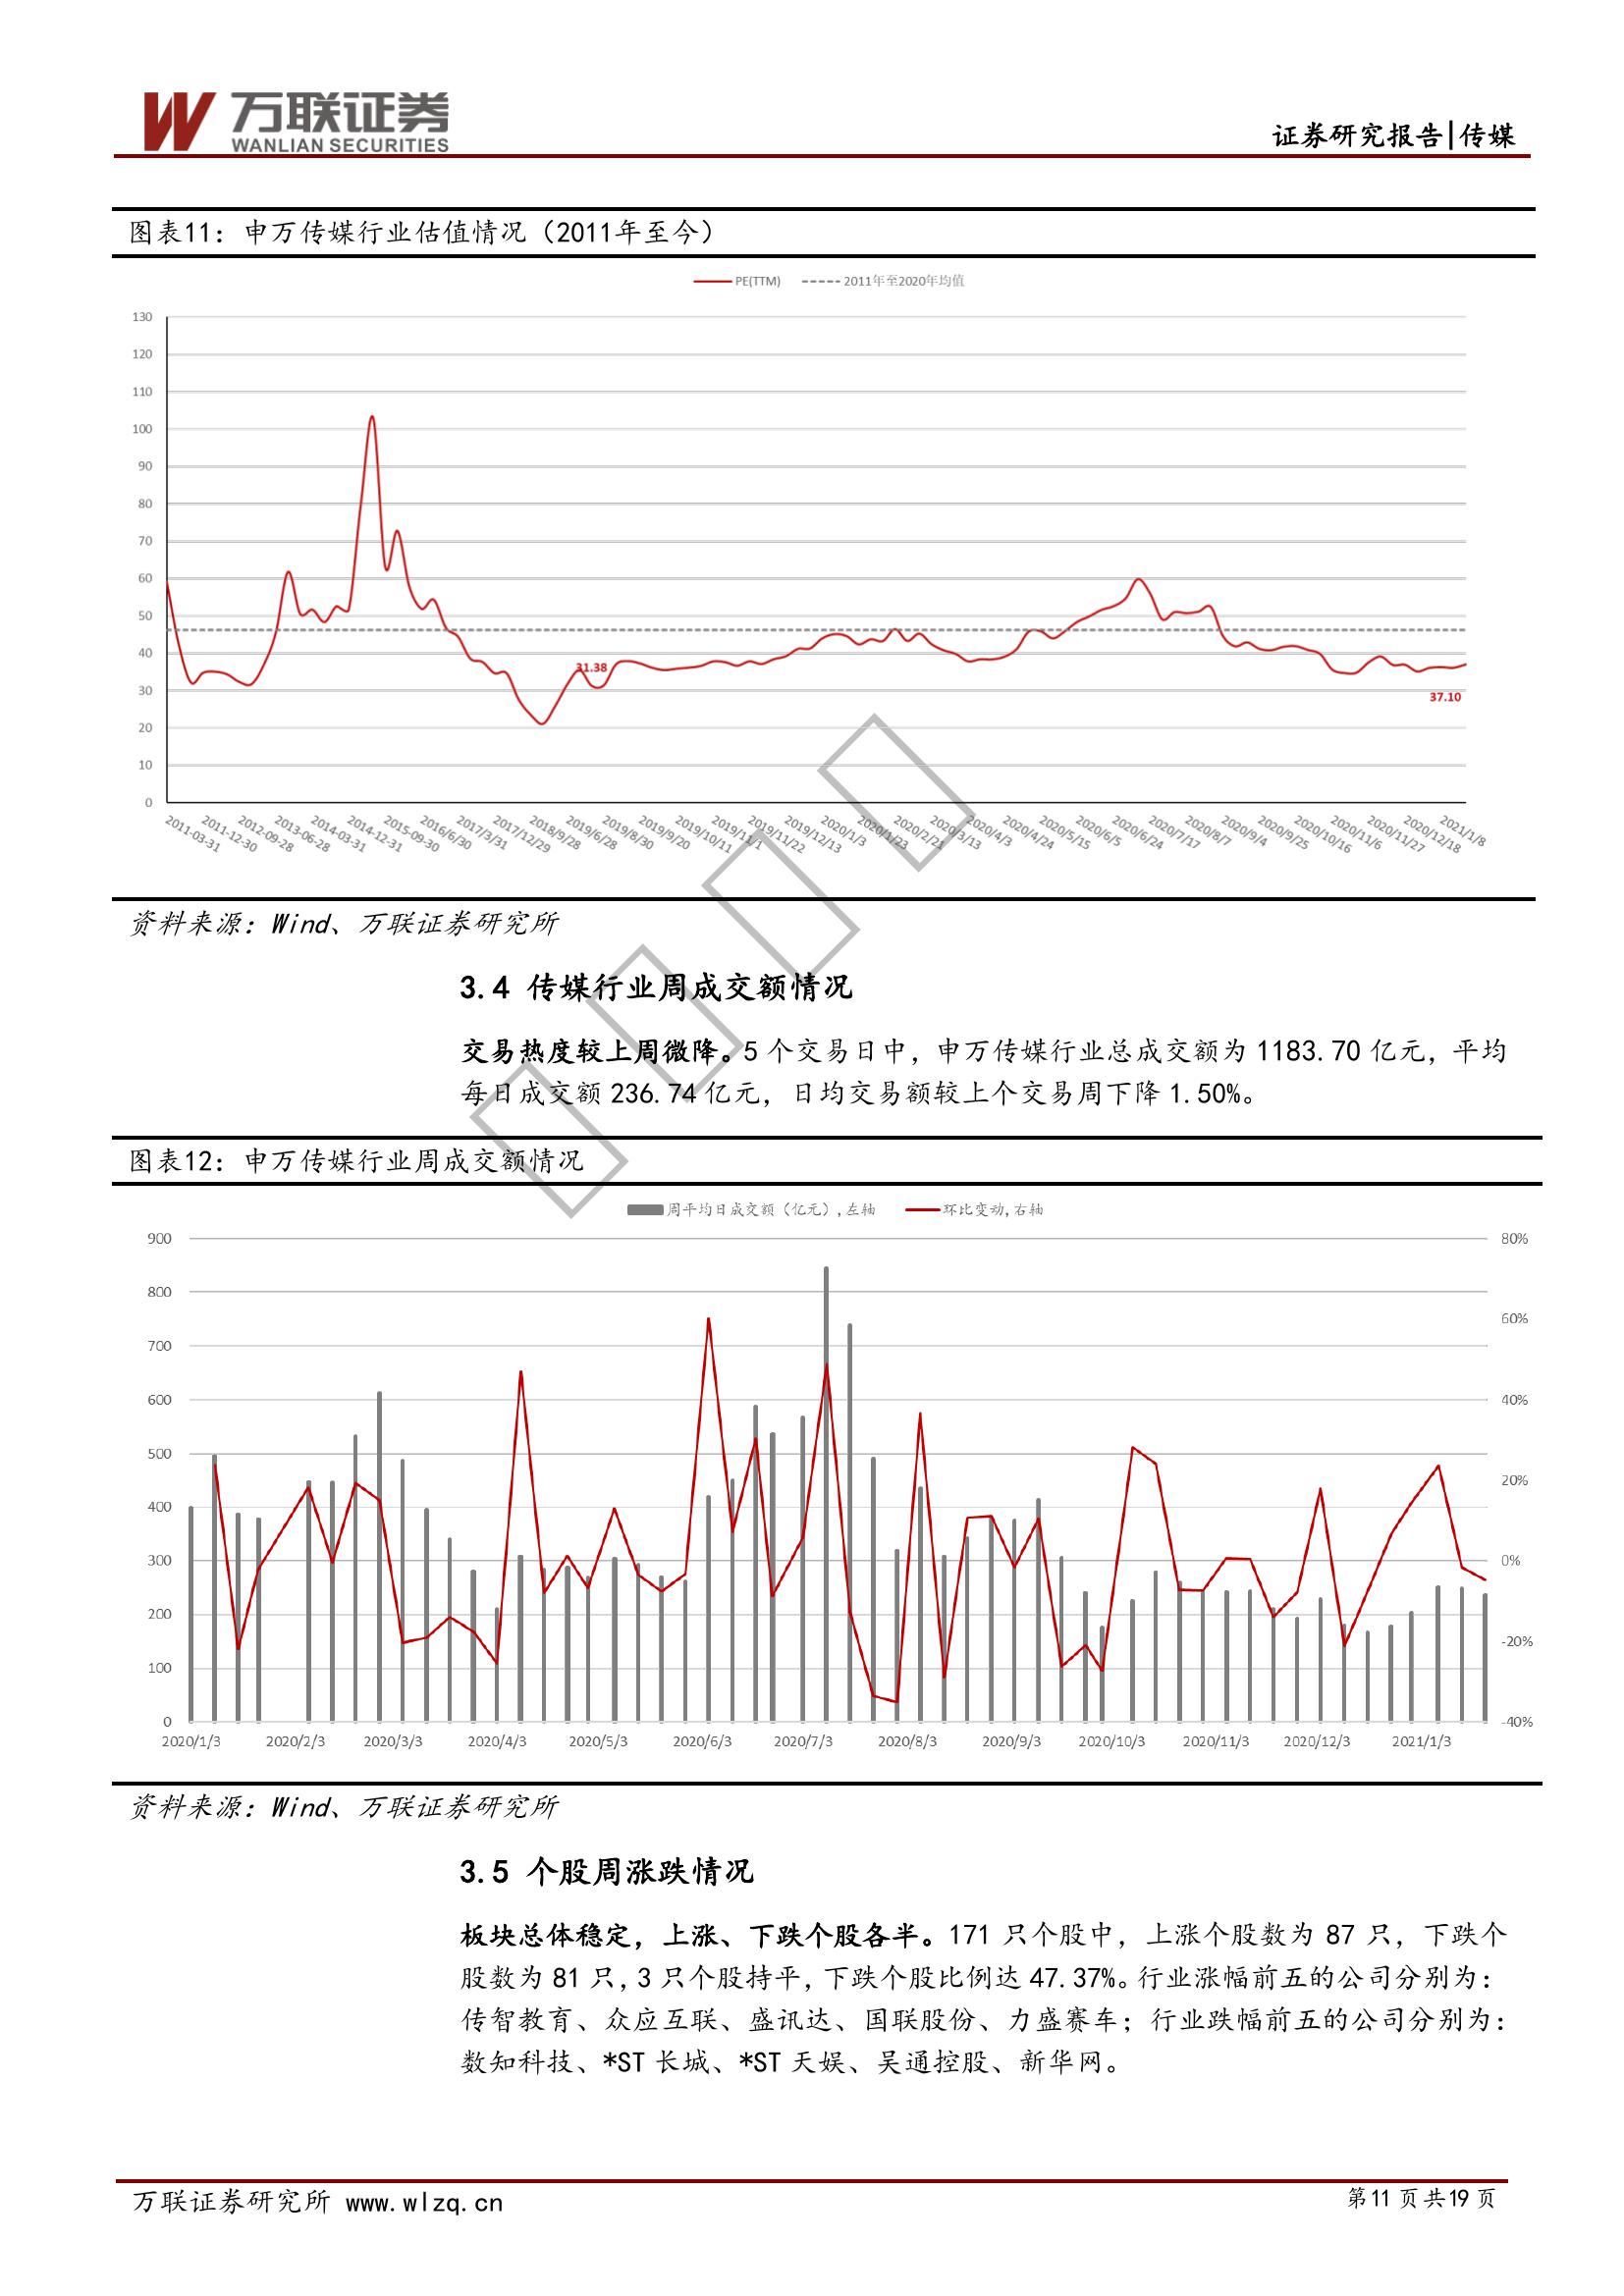 万联证券
WANLIAN SECURITIES
证券研究报告|传媒
图表11：申万传媒行业估值情况（2011年至今）
PE(TTM) 2011年至2020年均值
130
120
110
100
90
80
70
60
50
40
30
20
10
0
31.38
37.10
2011-03-31 2011-12-30 2012-09-28 2013-06-28 2014-03-31 2014-12-31 2015-09-30 2016/6/30 2017/3/31 2017/12/29 2018/9/28 2019/6/28 2019/8/30 2019/9/20 2019/10/11 2019/11/1 2019/11/22 2019/12/13 2020/1/3 2020/1/23 2020/2/21 2020/3/13 2020/4/3 2020/4/24 2020/5/15 2020/6/5 2020/6/24 2020/7/17 2020/8/7 2020/9/4 2020/9/25 2020/10/16 2020/11/6 2020/11/27 2020/12/18 2021/1/8
资料来源：Wind、万联证券研究所
3.4 传媒行业周成交额情况
交易热度较上周微降。5 个交易日中，申万传媒行业总成交额为 1183.70 亿元，平均
每日成交额 236.74 亿元，日均交易额较上个交易周下降 1.50%。
图表12：申万传媒行业周成交额情况
周平均日成交额（亿元）,左轴 环比变动,右轴
900 80%
800
700 60%
600 40%
500
400 20%
300 0%
200
100 -20%
0 -40%
2020/1/3 2020/2/3 2020/3/3 2020/4/3 2020/5/3 2020/6/3 2020/7/3 2020/8/3 2020/9/3 2020/10/3 2020/11/3 2020/12/3 2021/1/3
资料来源：Wind、万联证券研究所
3.5 个股周涨跌情况
板块总体稳定，上涨、下跌个股各半。171 只个股中，上涨个股数为 87 只，下跌个
股数为 81 只，3 只个股持平，下跌个股比例达 47.37%。行业涨幅前五的公司分别为：
传智教育、众应互联、盛讯达、国联股份、力盛赛车；行业跌幅前五的公司分别为：
数知科技、*ST 长城、*ST 天娱、吴通控股、新华网。
万联证券研究所 www.wlzq.cn
第11 页 共19 页